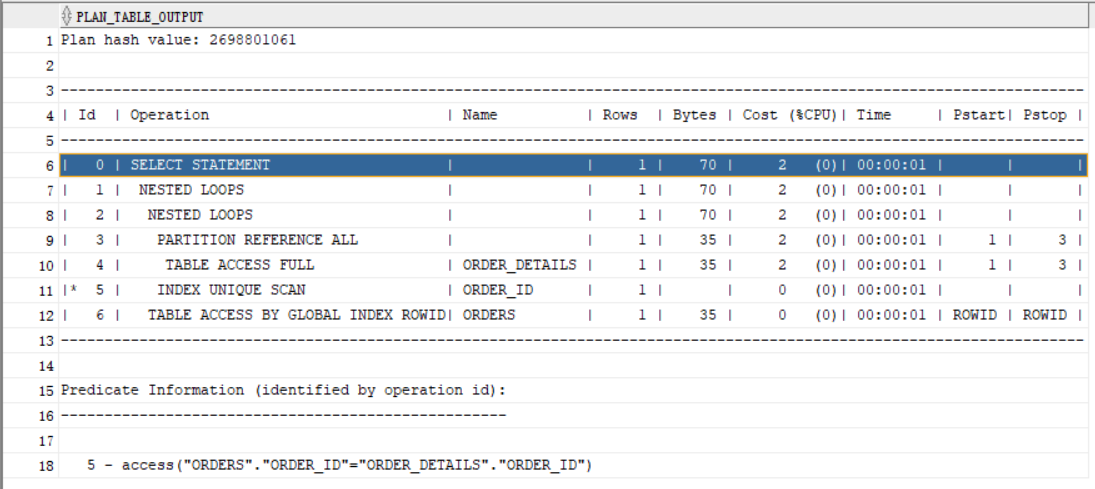 PLAN_TABLE_OUTPUT
1 Plan hash value: 2698801061
2
3 ----------------------------------------------------------------------------------------------------------------------
4 | Id  | Operation                           | Name          | Rows  | Bytes | Cost (%CPU)| Time     | Pstart| Pstop |
5 ----------------------------------------------------------------------------------------------------------------------
6 |   0 | SELECT STATEMENT                    |               |     1 |    70 |     2   (0)| 00:00:01 |       |       |
7 |   1 |  NESTED LOOPS                       |               |     1 |    70 |     2   (0)| 00:00:01 |       |       |
8 |   2 |   NESTED LOOPS                      |               |     1 |    70 |     2   (0)| 00:00:01 |       |       |
9 |   3 |    PARTITION REFERENCE ALL          |               |     1 |    35 |     2   (0)| 00:00:01 |     1 |     3 |
10 |   4 |     TABLE ACCESS FULL               | ORDER_DETAILS |     1 |    35 |     2   (0)| 00:00:01 |     1 |     3 |
11 |*  5 |    INDEX UNIQUE SCAN                | ORDER_ID      |     1 |       |     0   (0)| 00:00:01 |       |       |
12 |   6 |   TABLE ACCESS BY GLOBAL INDEX ROWID| ORDERS        |     1 |    35 |     0   (0)| 00:00:01 | ROWID | ROWID |
13 ----------------------------------------------------------------------------------------------------------------------
14
15 Predicate Information (identified by operation id):
16 ---------------------------------------------------
17
18    5 - access("ORDERS"."ORDER_ID"="ORDER_DETAILS"."ORDER_ID")